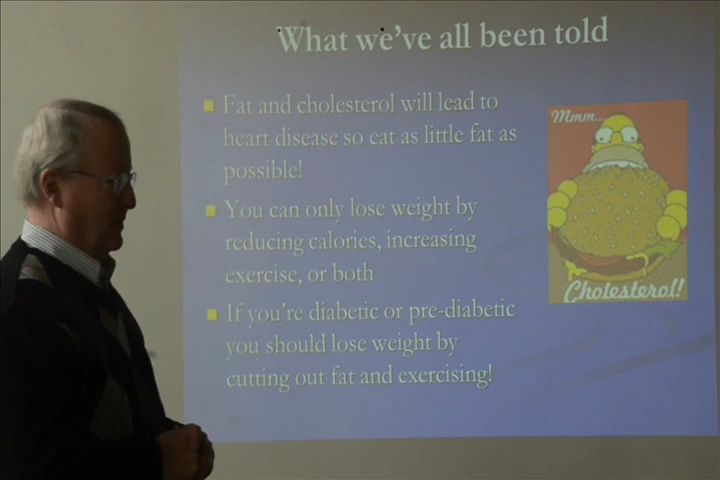 What we've all been told
Fat and cholesterol will lead to
heart disease so eat as little fat as
possible!
You can only lose weight by
reducing calories, increasing
exercise, or both
If you're diabetic or pre-diabetic
you should lose weight by
cutting out fat and exercising!
Mmm..
Cholesterol!